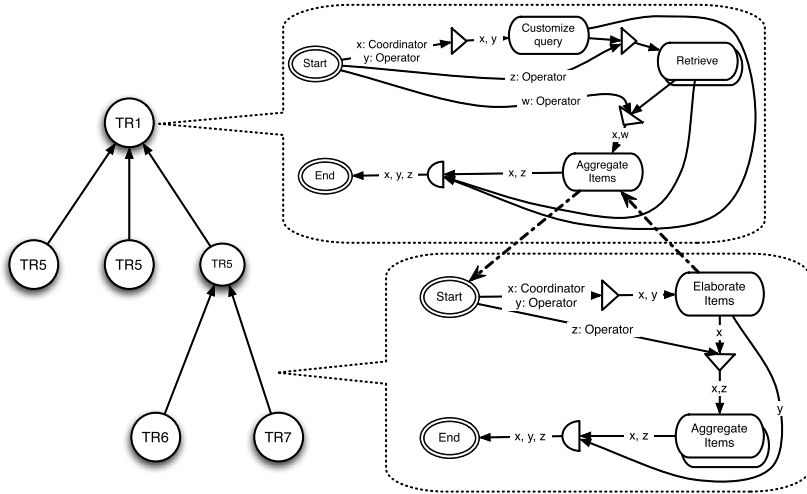 TR1
TR5
TR5
TR5
TR6
TR7
Start
x: Coordinator
y: Operator
x, y
Customize
query
z: Operator
Retrieve
w: Operator
x,w
Aggregate
Items
x, z
x, y, z
End
Start
x: Coordinator
y: Operator
x, y
Elaborate
Items
z: Operator
x
x,z
y
Aggregate
Items
x, z
x, y, z
End